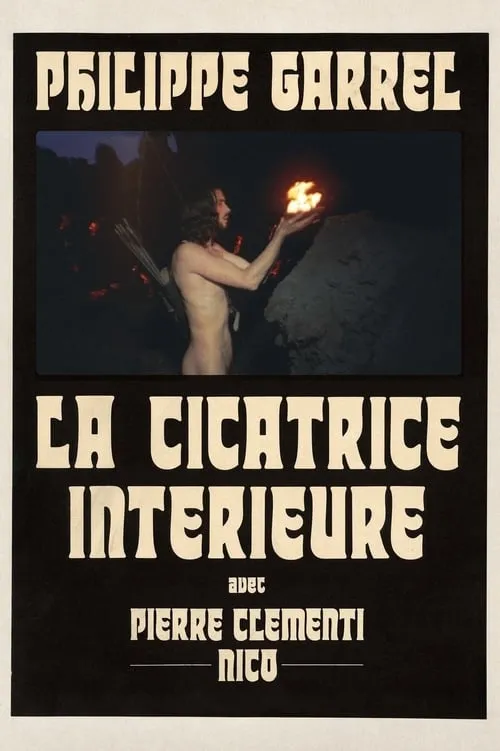 PHILIPPE GARREL
LA CICATRICE
INTERIEURE
avec
PIERRE CLEMENTI
NICO